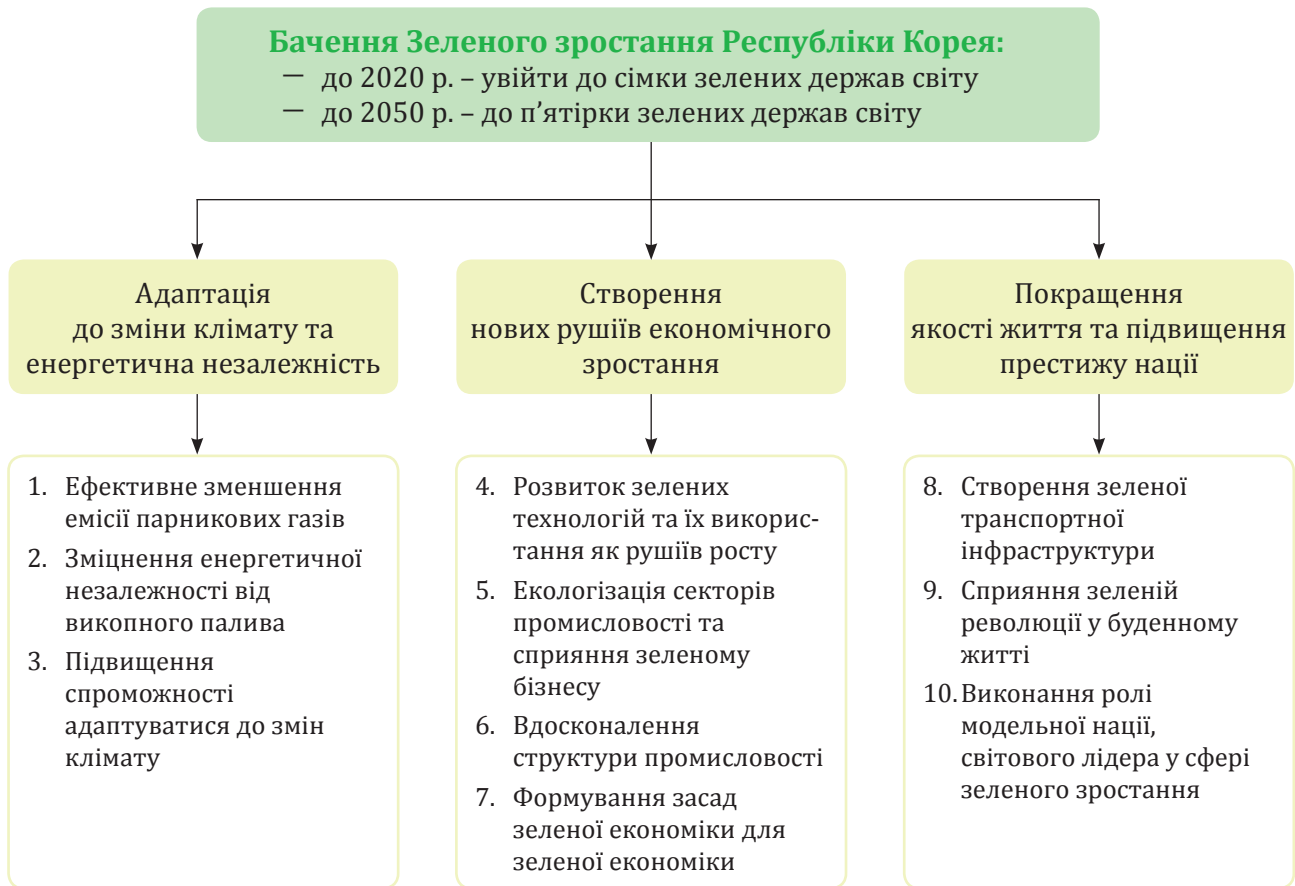 Бачення Зеленого зростання Республіки Корея:
— до 2020 р. – увійти до сімки зелених держав світу
— до 2050 р. – до п’ятірки зелених держав світу
Адаптація
до зміни клімату та
енергетична незалежність
Створення
нових рушіїв економічного
зростання
Покращення
якості життя та підвищення
престижу нації
1. Ефективне зменшення
емісії парникових газів
2. Зміцнення енергетичної
незалежності від
викопного палива
3. Підвищення
спроможності
адаптуватися до змін
клімату
4. Розвиток зелених
технологій та їх викорис-
тання як рушіїв росту
5. Екологізація секторів
промисловості та
сприяння зеленому
бізнесу
6. Вдосконалення
структури промисловості
7. Формування засад
зеленої економіки для
зеленої економіки
8. Створення зеленої
транспортної
інфраструктури
9. Сприяння зеленій
революції у буденному
житті
10. Виконання ролі
модельної нації,
світового лідера у сфері
зеленого зростання